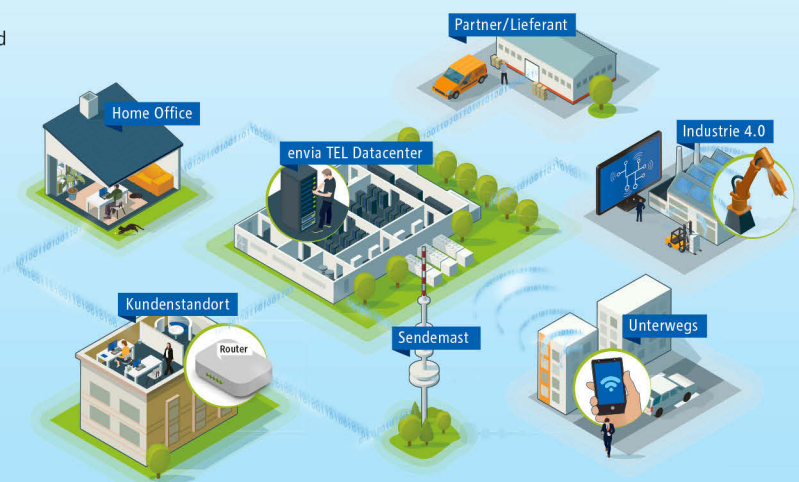 d
Partner/Lieferant
Home Office
Industrie 4.0
envia TEL Datacenter
Kundenstandort
Router
Sendemast
Unterwegs